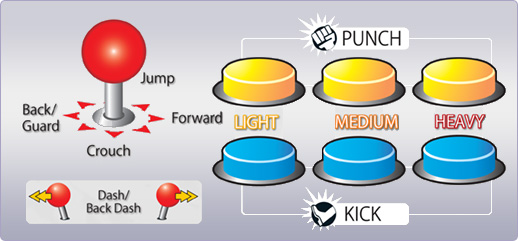 PUNCH
Jump
Back/
Guard
Forward
LIGHT
MEDIUM
HEAVY
Crouch
Dash/
Back Dash
KICK